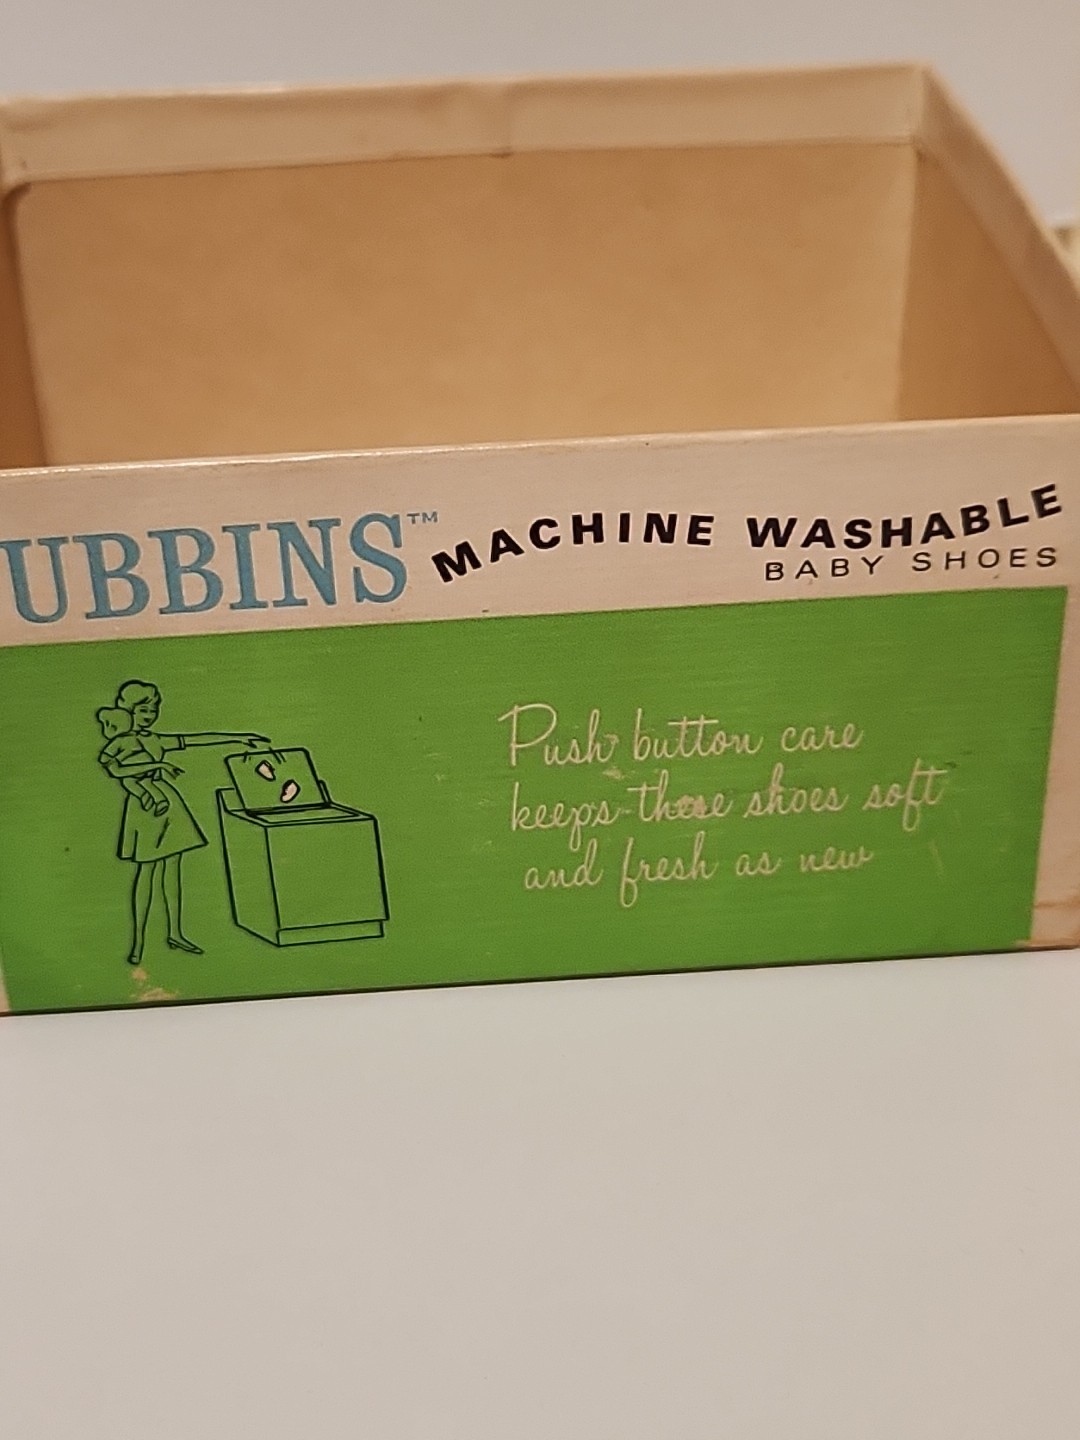 UBBINS™ MACHINE WASHABLE
BABY SHOES
Push button care
keeps these shoes soft
and fresh as new